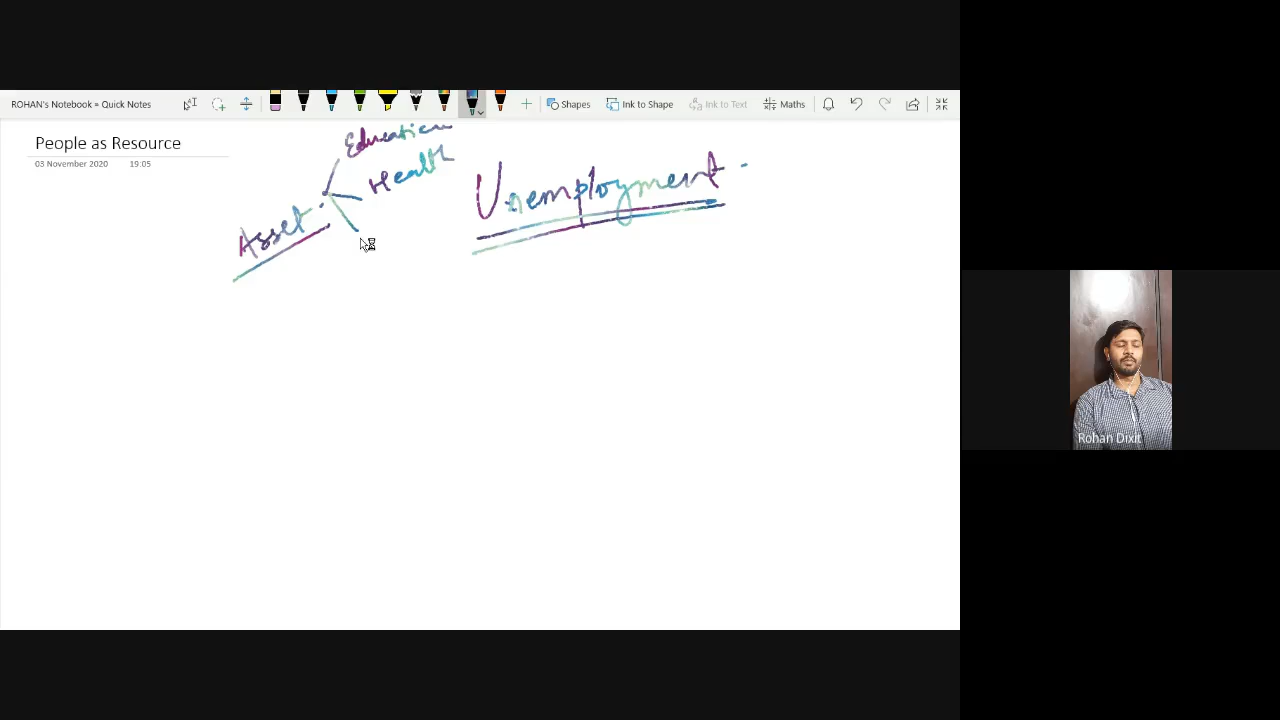 ROHAN's Notebook » Quick Notes
Shapes
Ink to Shape
Ink to Text
Maths
People as Resource
03 November 2020 19:05
Education
Health
Asset
Unemployment
Rohan Dixit